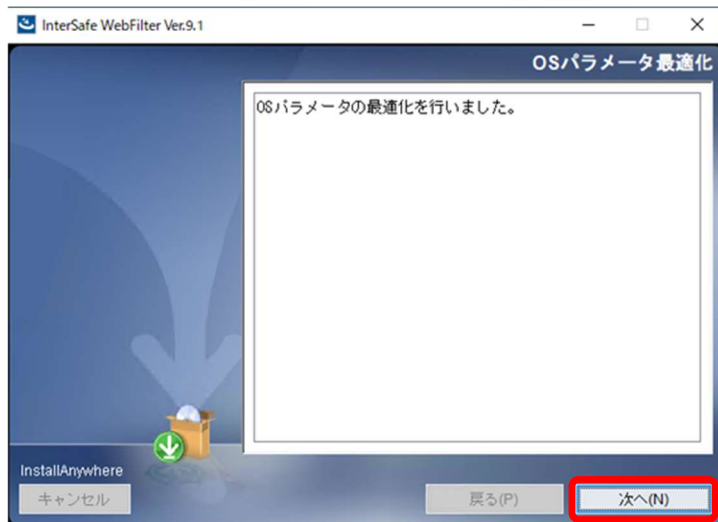 InterSafe WebFilter Ver.9.1
OSパラメータ最適化
OSパラメータの最適化を行いました。
InstallAnywhere
キャンセル
戻る(P)
次へ(N)